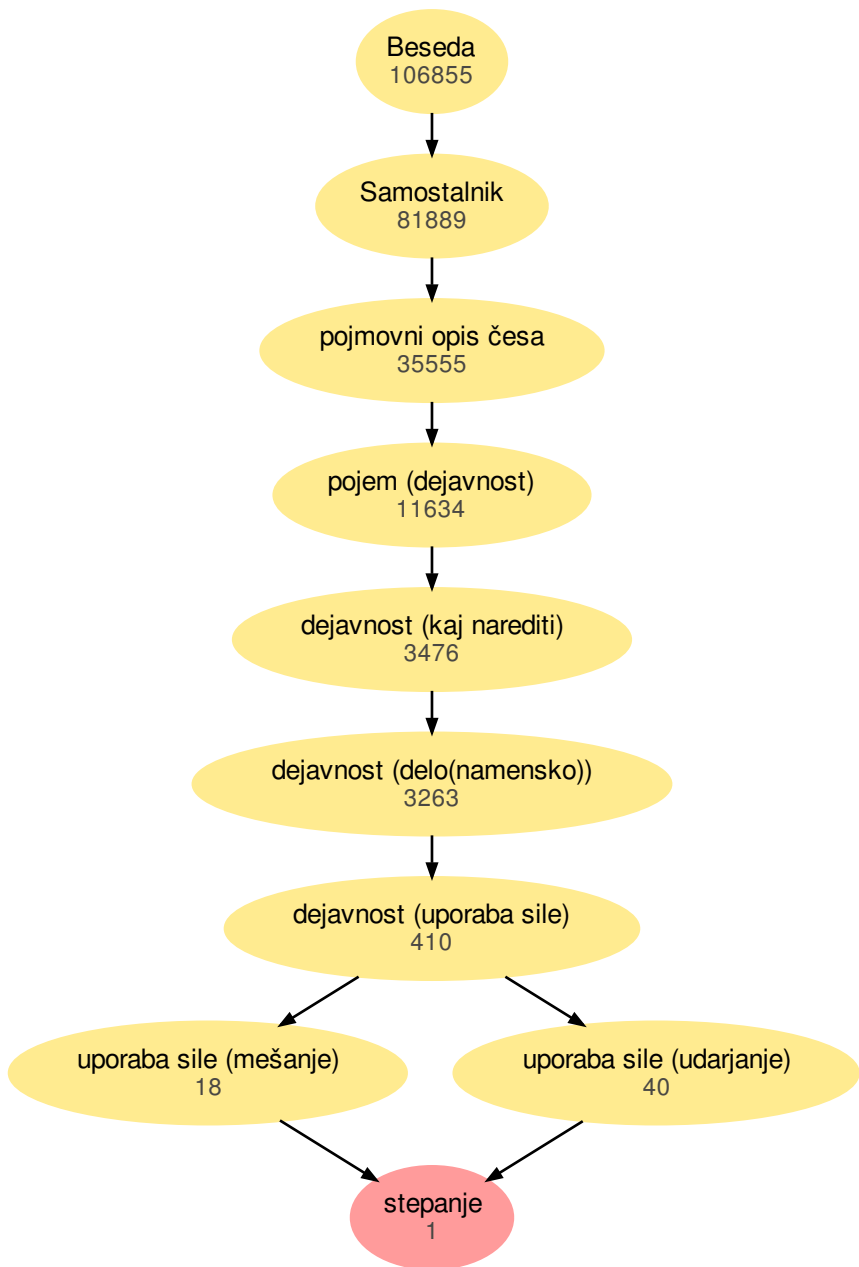 Beseda
106855
Samostalnik
81889
pojmovni opis česa
35555
pojem (dejavnost)
11634
dejavnost (kaj narediti)
3476
dejavnost (delo(namensko))
3263
dejavnost (uporaba sile)
410
uporaba sile (mešanje)
18
uporaba sile (udarjanje)
40
stepanje
1